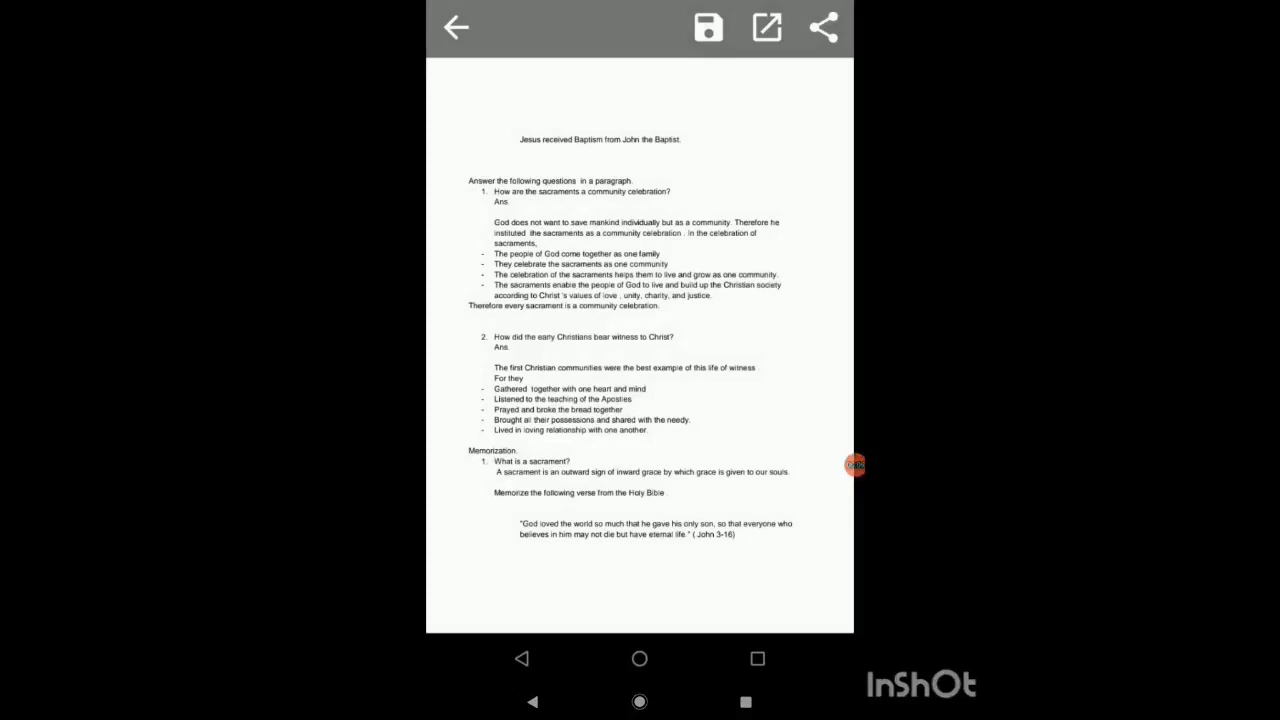 Jesus received Baptism from John the Baptist.
Answer the following questions in a paragraph.
1. How are the sacraments a community celebration?
Ans.
God does not want to save mankind individually but as a community. Therefore he
instituted the sacraments as a community celebration . In the celebration of
sacraments,
- The people of God come together as one family
- They celebrate the sacraments as one community
- The celebration of the sacraments helps them to live and grow as one community.
- The sacraments enable the people of God to live and build up the Christian society
according to Christ 's values of love , unity, charity, and justice.
Therefore every sacrament is a community celebration.
2. How did the early Christians bear witness to Christ?
Ans.
The first Christian communities were the best example of this life of witness
For they
- Gathered together with one heart and mind
- Listened to the teaching of the Apostles
- Prayed and broke the bread together
- Brought all their possessions and shared with the needy.
- Lived in loving relationship with one another.
Memorization.
1. What is a sacrament?
A sacrament is an outward sign of inward grace by which grace is given to our souls.
Memorize the following verse from the Holy Bible .
"God loved the world so much that he gave his only son, so that everyone who
believes in him may not die but have eternal life." ( John 3-16)
InShOt